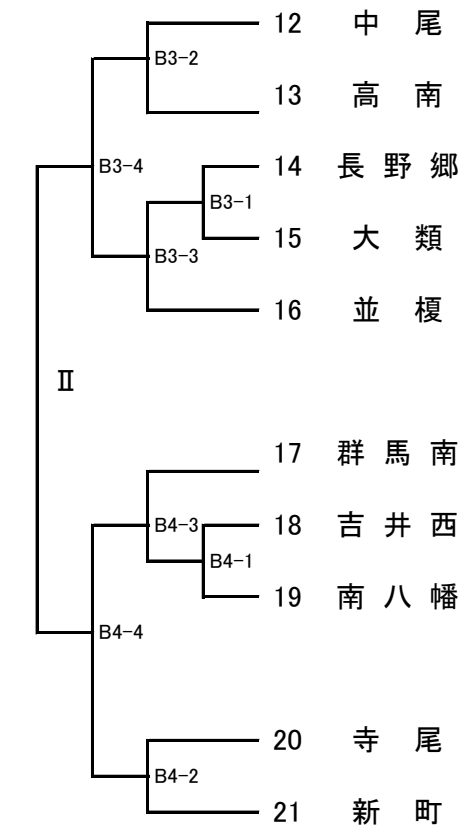 12 中尾
B3-2
13 高南
B3-4
14 長野郷
B3-1
15 大類
B3-3
16 並榎
Ⅱ
17 群馬南
B4-3
18 吉井西
B4-1
19 南八幡
B4-4
20 寺尾
B4-2
21 新町